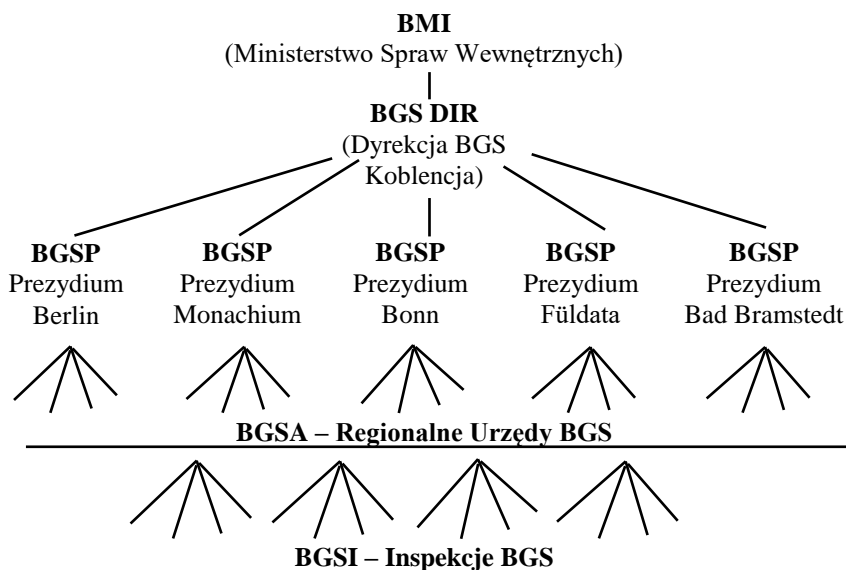 BMI
(Ministerstwo Spraw Wewnętrznych)
BGS DIR
(Dyrekcja BGS
Koblencja)
BGSP
Prezydium
Berlin
BGSP
Prezydium
Monachium
BGSP
Prezydium
Bonn
BGSP
Prezydium
Füldata
BGSP
Prezydium
Bad Bramstedt
BGSA – Regionalne Urzędy BGS
BGSI – Inspekcje BGS